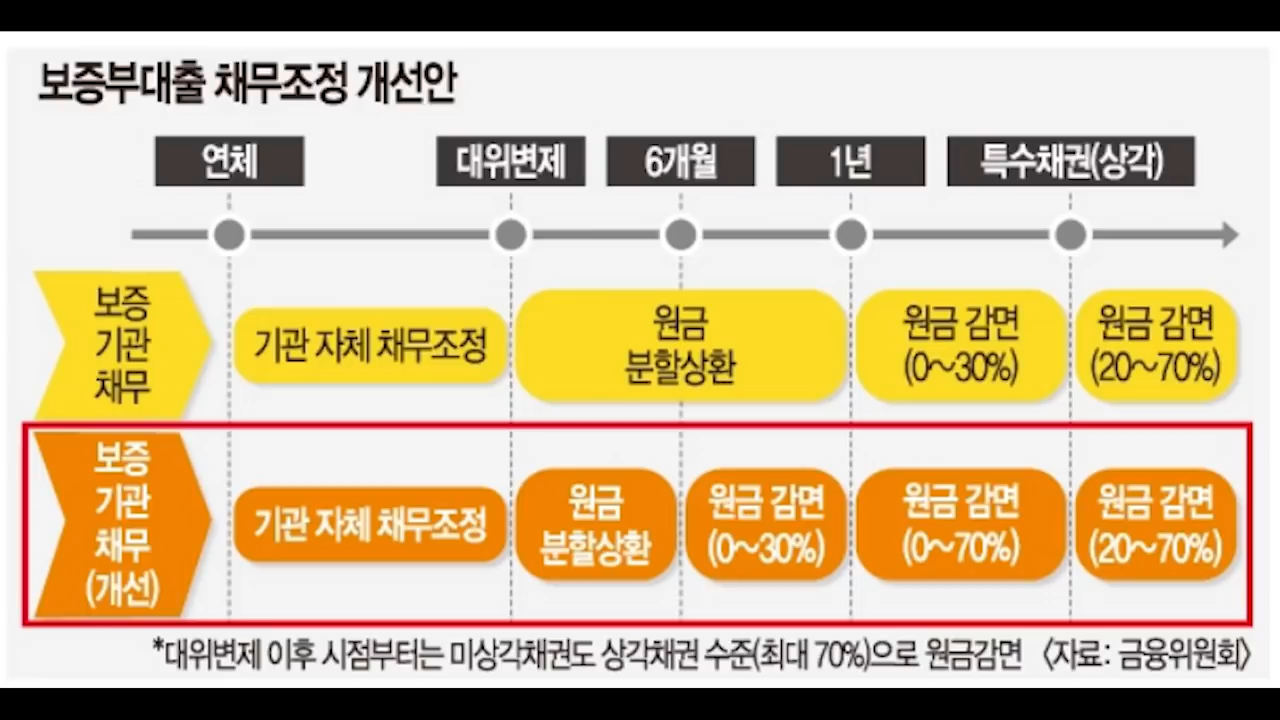 보증부대출 채무조정 개선안
연체
대위변제
6개월
1년
특수채권(상각)
보증
기관
채무
기관 자체 채무조정
원금
분할상환
원금 감면
(0~30%)
원금 감면
(20~70%)
보증
기관
채무
(개선)
기관 자체 채무조정
원금
분할상환
원금 감면
(0~30%)
원금 감면
(0~70%)
원금 감면
(20~70%)
*대위변제 이후 시점부터는 미상각채권도 상각채권 수준(최대 70%)으로 원금감면 〈자료: 금융위원회〉